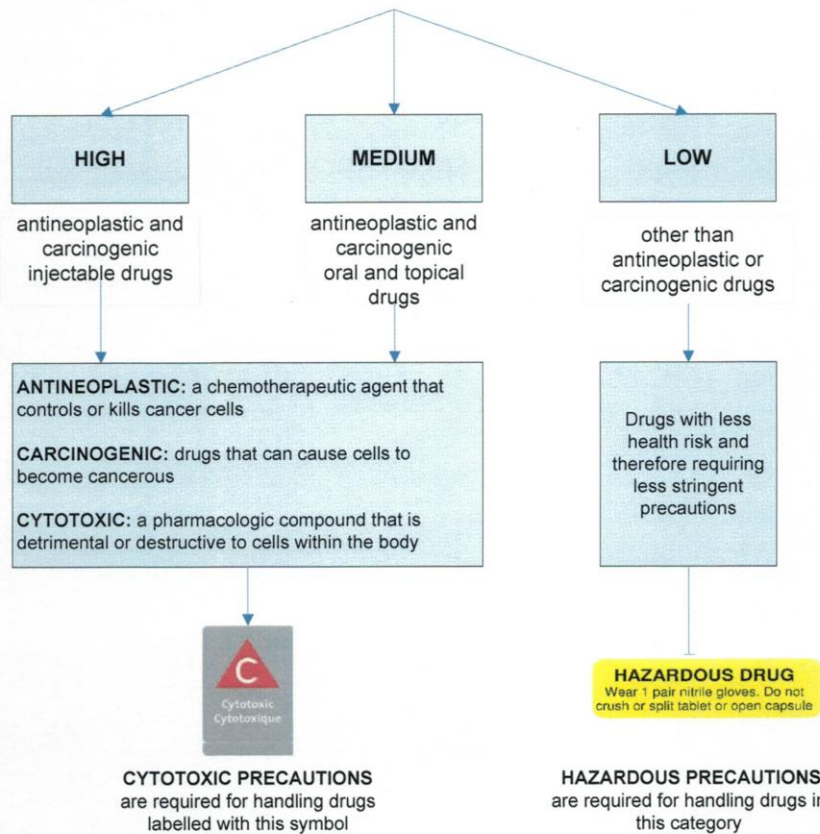 HIGH
MEDIUM
LOW
antineoplastic and
carcinogenic
injectable drugs
antineoplastic and
carcinogenic
oral and topical
drugs
other than
antineoplastic or
carcinogenic drugs
ANTINEOPLASTIC: a chemotherapeutic agent that
controls or kills cancer cells
CARCINOGENIC: drugs that can cause cells to
become cancerous
CYTOTOXIC: a pharmacologic compound that is
detrimental or destructive to cells within the body
Drugs with less
health risk and
therefore requiring
less stringent
precautions
C
Cytotoxic
Cytotoxique
HAZARDOUS DRUG
Wear 1 pair nitrile gloves. Do not
crush or split tablet or open capsule
CYTOTOXIC PRECAUTIONS
are required for handling drugs
labelled with this symbol
HAZARDOUS PRECAUTIONS
are required for handling drugs in
this category